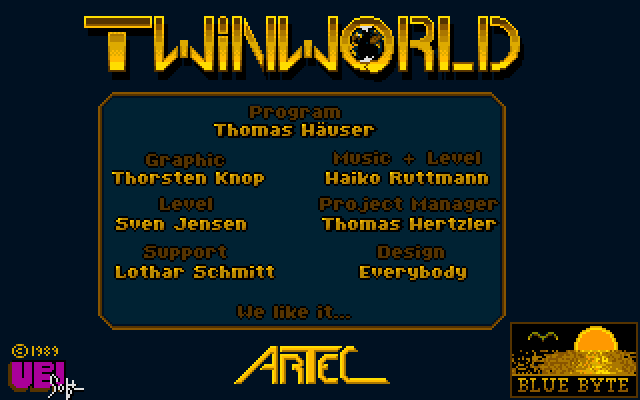 TWINWORLD
Program
Thomas Häuser
Graphic
Thorsten Knop
Music + Level
Haiko Ruttmann
Level
Sven Jensen
Project Manager
Thomas Hertzler
Support
Lothar Schmitt
Design
Everybody
We like it...
©1989
UBI Soft
ARTEC
BLUE BYTE